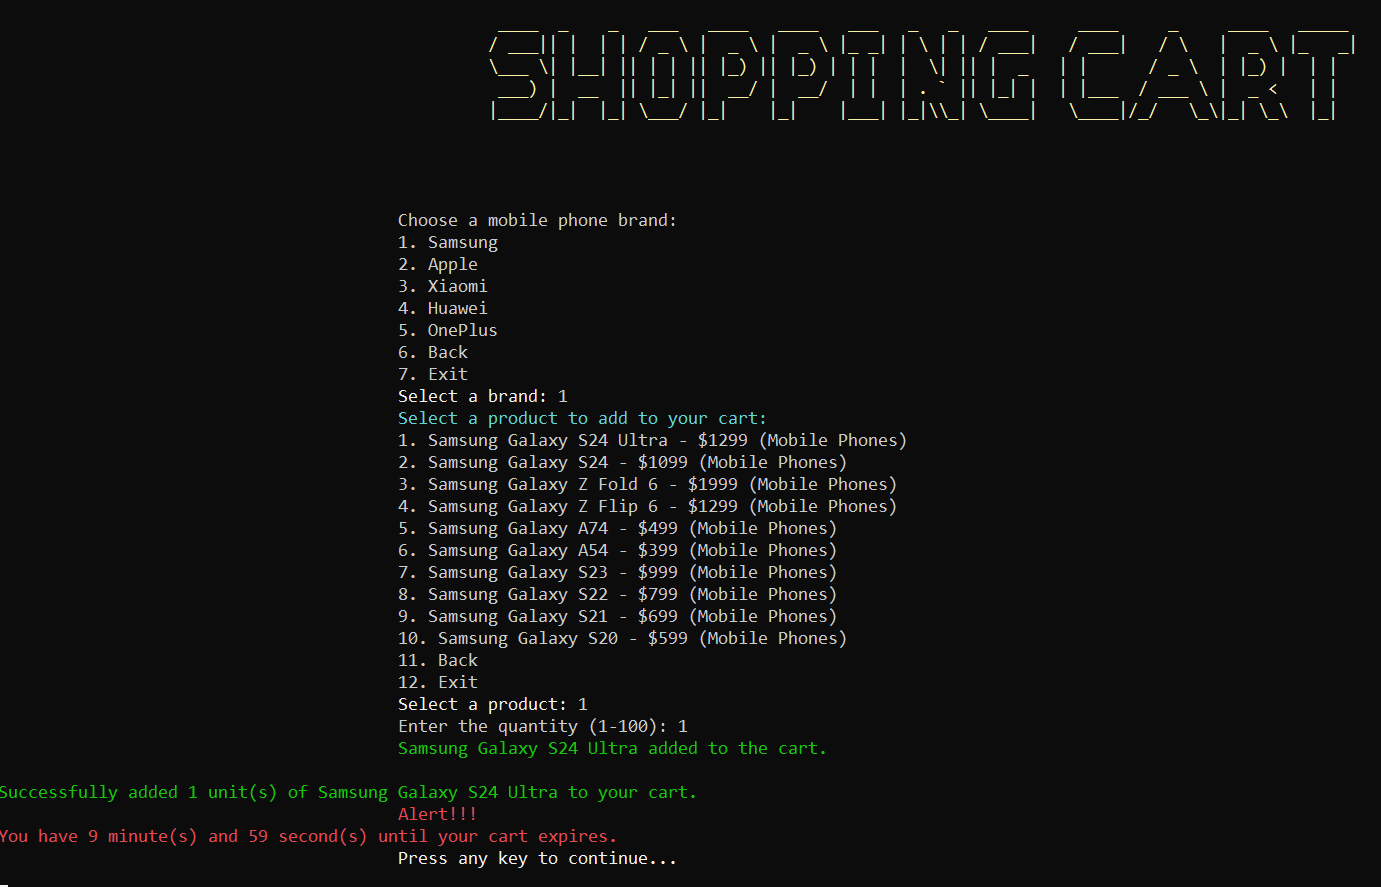 SHOPPING CART
Choose a mobile phone brand:
1. Samsung
2. Apple
3. Xiaomi
4. Huawei
5. OnePlus
6. Back
7. Exit
Select a brand: 1
Select a product to add to your cart:
1. Samsung Galaxy S24 Ultra - $1299 (Mobile Phones)
2. Samsung Galaxy S24 - $1099 (Mobile Phones)
3. Samsung Galaxy Z Fold 6 - $1999 (Mobile Phones)
4. Samsung Galaxy Z Flip 6 - $1299 (Mobile Phones)
5. Samsung Galaxy A74 - $499 (Mobile Phones)
6. Samsung Galaxy A54 - $399 (Mobile Phones)
7. Samsung Galaxy S23 - $999 (Mobile Phones)
8. Samsung Galaxy S22 - $799 (Mobile Phones)
9. Samsung Galaxy S21 - $699 (Mobile Phones)
10. Samsung Galaxy S20 - $599 (Mobile Phones)
11. Back
12. Exit
Select a product: 1
Enter the quantity (1-100): 1
Samsung Galaxy S24 Ultra added to the cart.
Successfully added 1 unit(s) of Samsung Galaxy S24 Ultra to your cart.
Alert!!!
You have 9 minute(s) and 59 second(s) until your cart expires.
Press any key to continue...